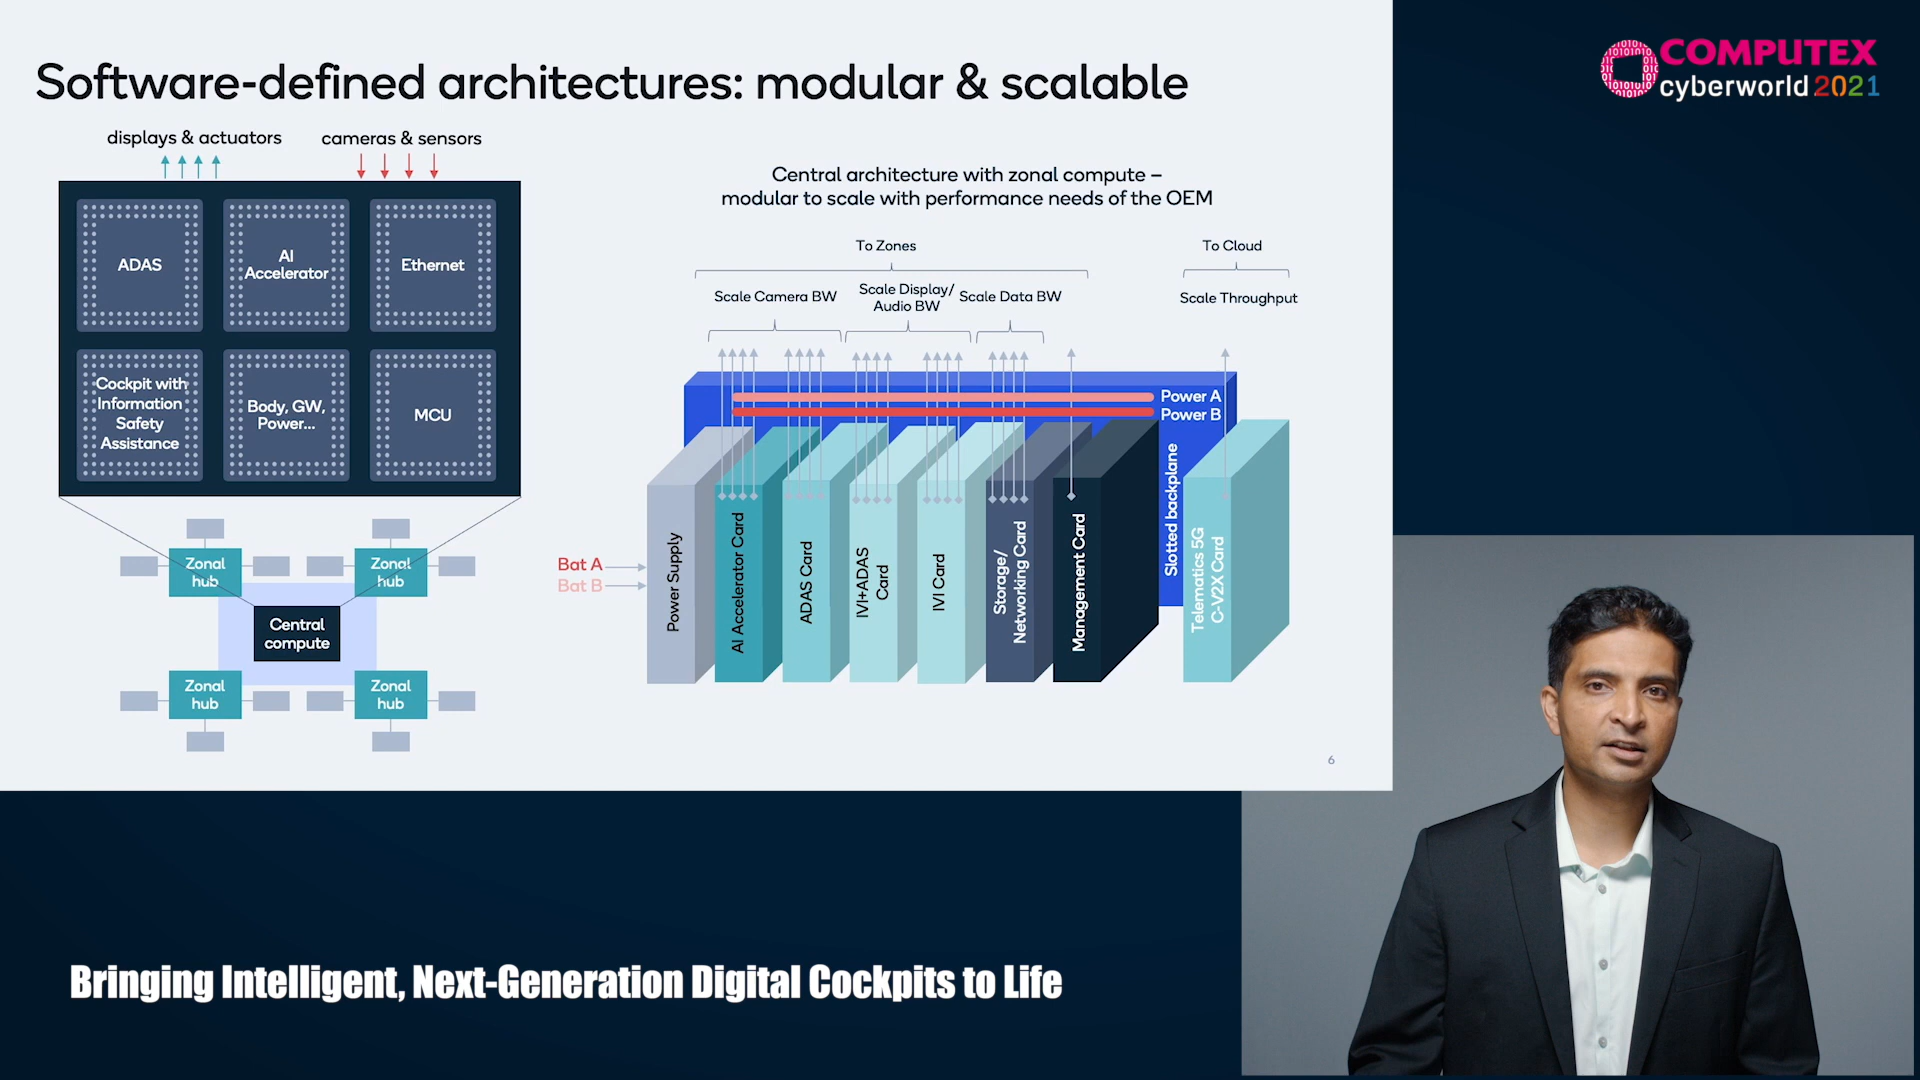 Software-defined architectures: modular & scalable
COMPUTEX
cyberworld 2021
displays & actuators
cameras & sensors
ADAS
AI
Accelerator
Ethernet
Cockpit with
Information
Safety
Assistance
Body, GW,
Power...
MCU
Zonal
hub
Zonal
hub
Central
compute
Zonal
hub
Zonal
hub
Central architecture with zonal compute –
modular to scale with performance needs of the OEM
To Zones
To Cloud
Scale Camera BW
Scale Display/
Audio BW
Scale Data BW
Scale Throughput
Power A
Power B
Bat A
Bat B
Power Supply
AI Accelerator Card
ADAS Card
IVI+ADAS
Card
IVI Card
Storage/
Networking Card
Management Card
Slotted backplane
Telematics 5G
C-V2X Card
6
Bringing Intelligent, Next-Generation Digital Cockpits to Life